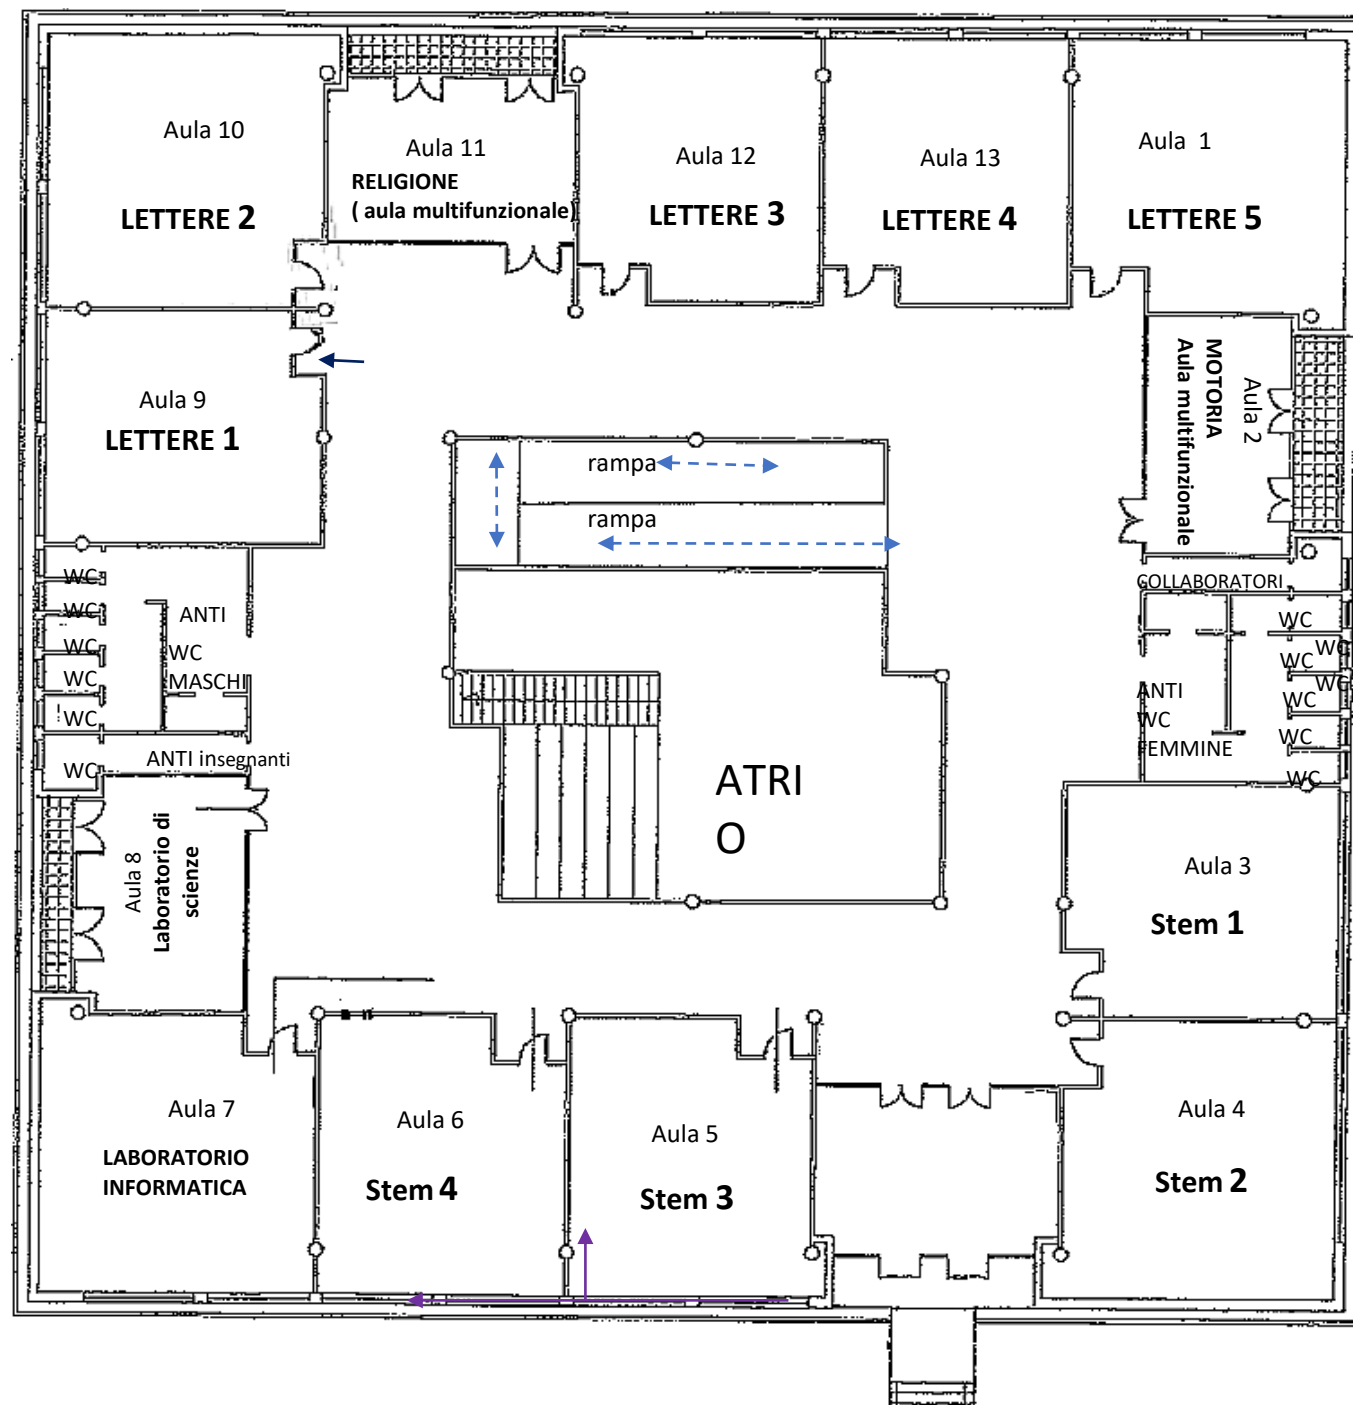 Aula 10
LETTERE 2
Aula 11
RELIGIONE
( aula multifunzionale)
Aula 12
LETTERE 3
Aula 13
LETTERE 4
Aula 1
LETTERE 5
Aula 9
LETTERE 1
MOTORIA
Aula multifunzionale
Aula 2
rampa
rampa
WC
WC
WC
WC
WC
WC
ANTI
WC
MASCHI
ANTI insegnanti
COLLABORATORI
WC
WC
WC
WC
WC
WC
WC
ANTI
WC
FEMMINE
ATRI
O
Aula 8
Laboratorio di
scienze
Aula 3
Stem 1
Aula 7
LABORATORIO
INFORMATICA
Aula 6
Stem 4
Aula 5
Stem 3
Aula 4
Stem 2